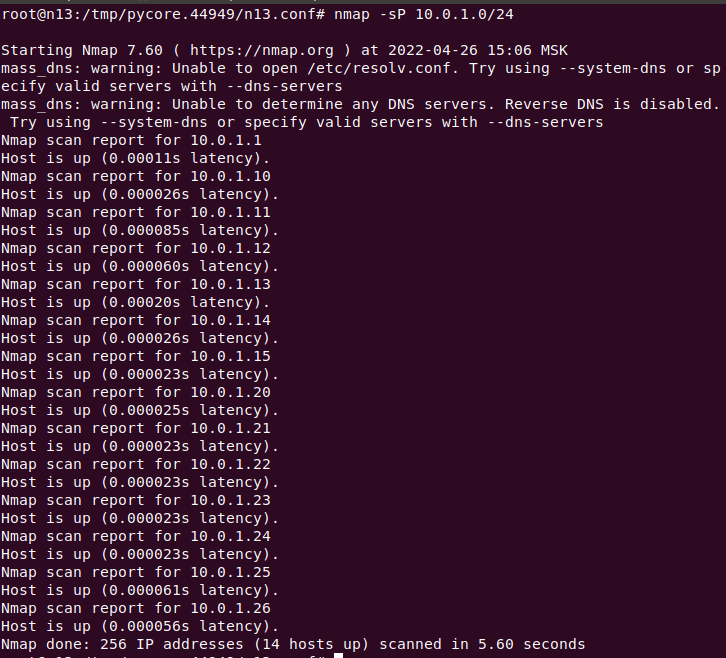 root@n13:/tmp/pycore.44949/n13.conf# nmap -sP 10.0.1.0/24
Starting Nmap 7.60 ( https://nmap.org ) at 2022-04-26 15:06 MSK
mass_dns: warning: Unable to open /etc/resolv.conf. Try using --system-dns or sp
ecify valid servers with --dns-servers
mass_dns: warning: Unable to determine any DNS servers. Reverse DNS is disabled.
 Try using --system-dns or specify valid servers with --dns-servers
Nmap scan report for 10.0.1.1
Host is up (0.00011s latency).
Nmap scan report for 10.0.1.10
Host is up (0.000026s latency).
Nmap scan report for 10.0.1.11
Host is up (0.000085s latency).
Nmap scan report for 10.0.1.12
Host is up (0.000060s latency).
Nmap scan report for 10.0.1.13
Host is up (0.00020s latency).
Nmap scan report for 10.0.1.14
Host is up (0.000026s latency).
Nmap scan report for 10.0.1.15
Host is up (0.000023s latency).
Nmap scan report for 10.0.1.20
Host is up (0.000025s latency).
Nmap scan report for 10.0.1.21
Host is up (0.000023s latency).
Nmap scan report for 10.0.1.22
Host is up (0.000023s latency).
Nmap scan report for 10.0.1.23
Host is up (0.000023s latency).
Nmap scan report for 10.0.1.24
Host is up (0.000023s latency).
Nmap scan report for 10.0.1.25
Host is up (0.000061s latency).
Nmap scan report for 10.0.1.26
Host is up (0.000056s latency).
Nmap done: 256 IP addresses (14 hosts up) scanned in 5.60 seconds